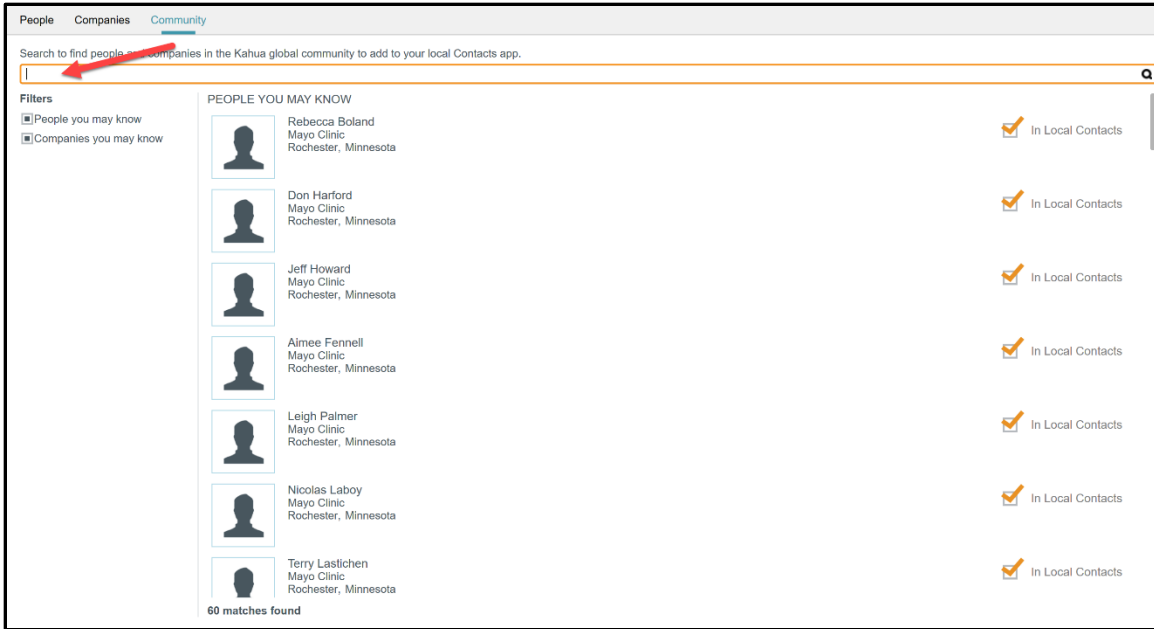 People Companies Community
Search to find people and companies in the Kahua global community to add to your local Contacts app.
Filters
People you may know
Companies you may know
PEOPLE YOU MAY KNOW
Rebecca Boland
Mayo Clinic
Rochester, Minnesota
In Local Contacts
Don Harford
Mayo Clinic
Rochester, Minnesota
In Local Contacts
Jeff Howard
Mayo Clinic
Rochester, Minnesota
In Local Contacts
Aimee Fennell
Mayo Clinic
Rochester, Minnesota
In Local Contacts
Leigh Palmer
Mayo Clinic
Rochester, Minnesota
In Local Contacts
Nicolas Laboy
Mayo Clinic
Rochester, Minnesota
In Local Contacts
Terry Lastichen
Mayo Clinic
Rochester, Minnesota
In Local Contacts
60 matches found